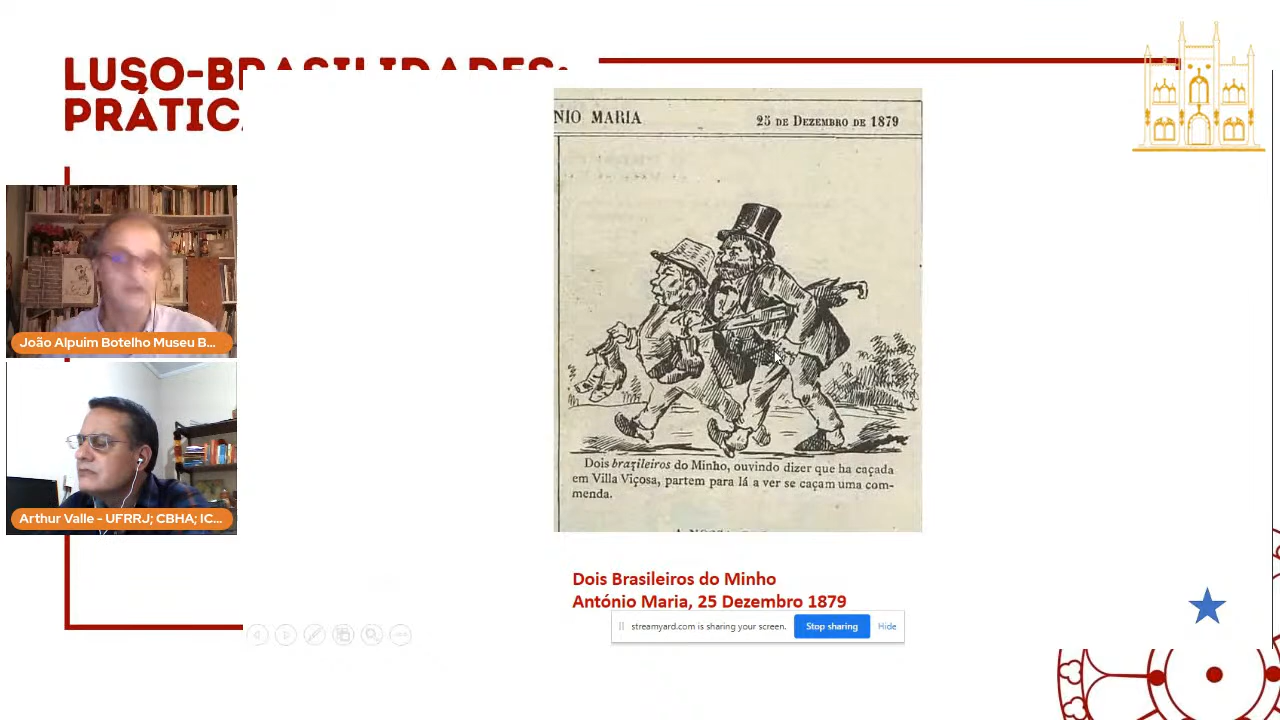 LUSO-BRASILIDADES:
PRÁTIC
NIO MARIA
25 DE DEZEMBRO DE 1879
Dois brazileiros do Minho, ouvindo dizer que ha caçada
em Villa Viçosa, partem para lá a ver se caçam uma com-
menda.
João Alpuim Botelho Museu B...
Arthur Valle - UFRRJ; CBHA; IC...
Dois Brasileiros do Minho
António Maria, 25 Dezembro 1879
streamyard.com is sharing your screen.
Stop sharing
Hide